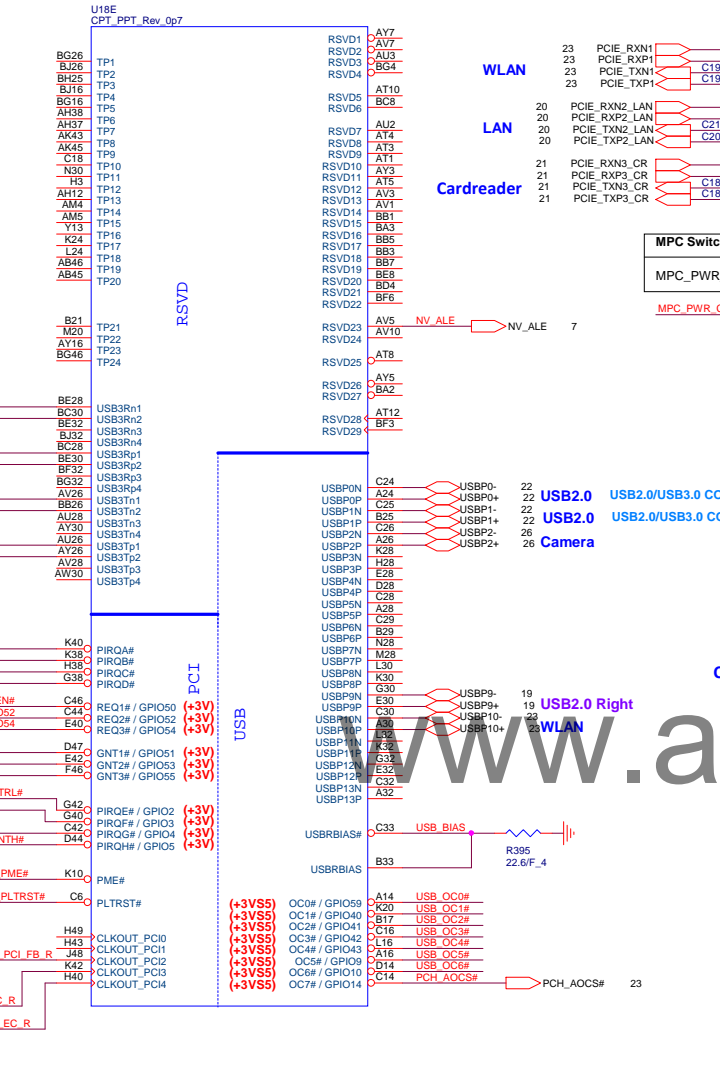 U18E
CPT_PPT_Rev_0p7
BG26 TP1
BJ26 TP2
BH25 TP3
BJ16 TP4
BG16 TP5
AH38 TP6
AH37 TP7
AK43 TP8
AK45 TP9
C18 TP10
N30 TP11
H3 TP12
AH12 TP13
AM4 TP14
AM5 TP15
Y13 TP16
K24 TP17
L24 TP18
AB46 TP19
AB45 TP20
B21 TP21
M20 TP22
AY16 TP23
BG46 TP24
RSVD
BE28 USB3Rn1
BC30 USB3Rn2
BE32 USB3Rn3
BJ32 USB3Rn4
BC28 USB3Rp1
BE30 USB3Rp2
BF32 USB3Rp3
BG32 USB3Rp4
AV26 USB3Tn1
BB26 USB3Tn2
AU28 USB3Tn3
AY30 USB3Tn4
AU26 USB3Tp1
AY26 USB3Tp2
AV28 USB3Tp3
AW30 USB3Tp4
K40 PIRQA#
K38 PIRQB#
H38 PIRQC#
G38 PIRQD#
PCI
EN# C46 REQ1# / GPIO50 (+3V)
O52 C44 REQ2# / GPIO52 (+3V)
O54 E40 REQ3# / GPIO54 (+3V)
D47 GNT1# / GPIO51 (+3V)
E42 GNT2# / GPIO53 (+3V)
F46 GNT3# / GPIO55 (+3V)
TRL# G42 PIRQE# / GPIO2 (+3V)
G40 PIRQF# / GPIO3 (+3V)
C42 PIRQG# / GPIO4 (+3V)
NTH# D44 PIRQH# / GPIO5 (+3V)
PME# K10 PME#
PLTRST# C6 PLTRST#
H49 CLKOUT_PCI0
H43 CLKOUT_PCI1
PCI_FB_R J48 CLKOUT_PCI2
K42 CLKOUT_PCI3
H40 CLKOUT_PCI4
C_R
EC_R
RSVD1 AY7
RSVD2 AV7
RSVD3 AU3
RSVD4 BG4
RSVD5 AT10
RSVD6 BC8
RSVD7 AU2
RSVD8 AT4
RSVD9 AT3
RSVD10 AT1
RSVD11 AY3
RSVD12 AT5
RSVD13 AV3
RSVD14 AV1
RSVD15 BB1
RSVD16 BA3
RSVD17 BB5
RSVD18 BB3
RSVD19 BB7
RSVD20 BE8
RSVD21 BD4
RSVD22 BF6
RSVD23 AV5 NV_ALE NV_ALE 7
RSVD24 AV10
RSVD25 AT8
RSVD26 AY5
RSVD27 BA2
RSVD28 AT12
RSVD29 BF3
USB
USBP0N C24 USBP0- 22
USBP0P A24 USBP0+ 22 USB2.0 USB2.0/USB3.0 CO
USBP1N C25 USBP1- 22
USBP1P B25 USBP1+ 22 USB2.0 USB2.0/USB3.0 CO
USBP2N C26 USBP2- 26
USBP2P A26 USBP2+ 26 Camera
USBP3N K28
USBP3P H28
USBP4N E28
USBP4P D28
USBP5N C28
USBP5P A28
USBP6N C29
USBP6P B29
USBP7N N28
USBP7P M28
USBP8N L30
USBP8P K30
USBP9N G30 USBP9- 19
USBP9P E30 USBP9+ 19 USB2.0 Right
USBP10N C30 USBP10- 23
USBP10P A30 USBP10+ 23 WLAN
USBP11N L32
USBP11P K32
USBP12N G32
USBP12P E32
USBP13N C32
USBP13P A32
USBRBIAS# C33 USB_BIAS
R395
22.6/F_4
USBRBIAS B33
(+3VS5) OC0# / GPIO59 A14 USB_OC0#
(+3VS5) OC1# / GPIO40 K20 USB_OC1#
(+3VS5) OC2# / GPIO41 B17 USB_OC2#
(+3VS5) OC3# / GPIO42 C16 USB_OC3#
(+3VS5) OC4# / GPIO43 L16 USB_OC4#
(+3VS5) OC5# / GPIO9 A16 USB_OC5#
(+3VS5) OC6# / GPIO10 D14 USB_OC6#
(+3VS5) OC7# / GPIO14 C14 PCH_AOCS# PCH_AOCS# 23
WLAN
23 PCIE_RXN1
23 PCIE_RXP1
23 PCIE_TXN1 C19
23 PCIE_TXP1 C19
LAN
20 PCIE_RXN2_LAN
20 PCIE_RXP2_LAN
20 PCIE_TXN2_LAN C21
20 PCIE_TXP2_LAN C20
Cardreader
21 PCIE_RXN3_CR
21 PCIE_RXP3_CR
21 PCIE_TXN3_CR C18
21 PCIE_TXP3_CR C18
MPC Switc
MPC_PWR
MPC_PWR_C
C
www.a